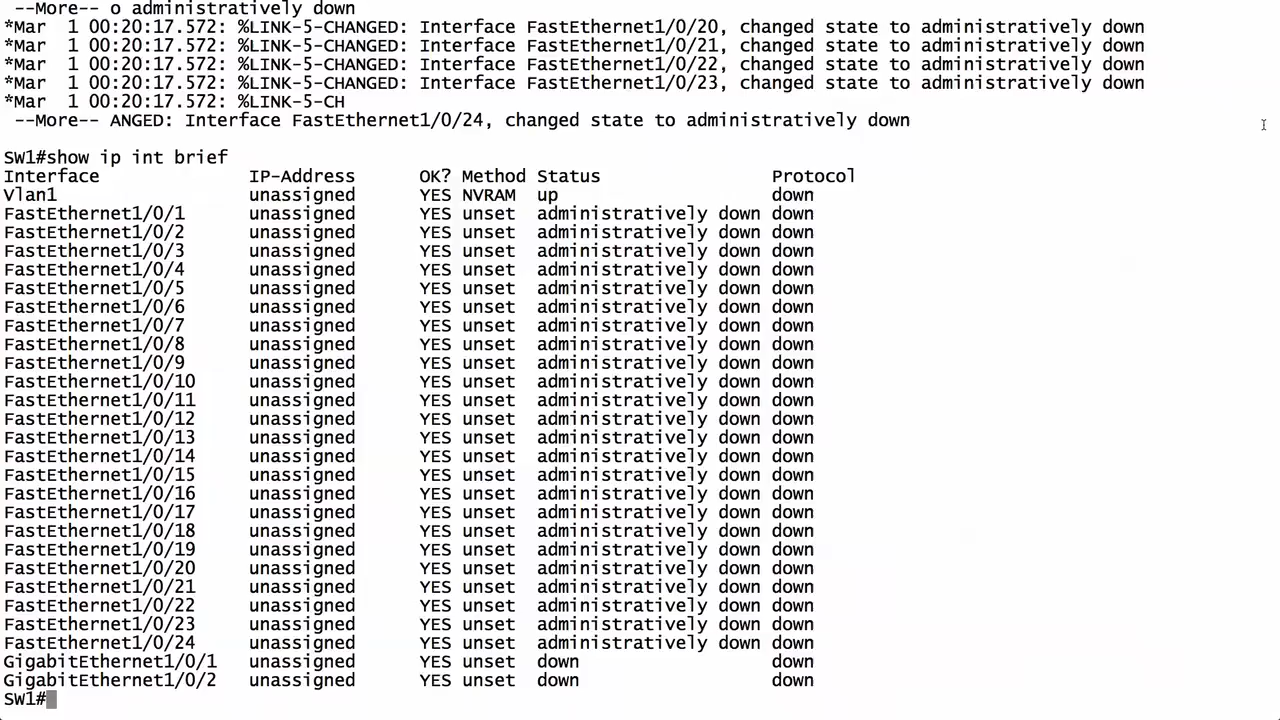 --More-- o administratively down
*Mar  1 00:20:17.572: %LINK-5-CHANGED: Interface FastEthernet1/0/20, changed state to administratively down
*Mar  1 00:20:17.572: %LINK-5-CHANGED: Interface FastEthernet1/0/21, changed state to administratively down
*Mar  1 00:20:17.572: %LINK-5-CHANGED: Interface FastEthernet1/0/22, changed state to administratively down
*Mar  1 00:20:17.572: %LINK-5-CHANGED: Interface FastEthernet1/0/23, changed state to administratively down
*Mar  1 00:20:17.572: %LINK-5-CH
--More-- ANGED: Interface FastEthernet1/0/24, changed state to administratively down
SW1#show ip int brief
Interface IP-Address OK? Method Status Protocol
Vlan1 unassigned YES NVRAM up down
FastEthernet1/0/1 unassigned YES unset administratively down down
FastEthernet1/0/2 unassigned YES unset administratively down down
FastEthernet1/0/3 unassigned YES unset administratively down down
FastEthernet1/0/4 unassigned YES unset administratively down down
FastEthernet1/0/5 unassigned YES unset administratively down down
FastEthernet1/0/6 unassigned YES unset administratively down down
FastEthernet1/0/7 unassigned YES unset administratively down down
FastEthernet1/0/8 unassigned YES unset administratively down down
FastEthernet1/0/9 unassigned YES unset administratively down down
FastEthernet1/0/10 unassigned YES unset administratively down down
FastEthernet1/0/11 unassigned YES unset administratively down down
FastEthernet1/0/12 unassigned YES unset administratively down down
FastEthernet1/0/13 unassigned YES unset administratively down down
FastEthernet1/0/14 unassigned YES unset administratively down down
FastEthernet1/0/15 unassigned YES unset administratively down down
FastEthernet1/0/16 unassigned YES unset administratively down down
FastEthernet1/0/17 unassigned YES unset administratively down down
FastEthernet1/0/18 unassigned YES unset administratively down down
FastEthernet1/0/19 unassigned YES unset administratively down down
FastEthernet1/0/20 unassigned YES unset administratively down down
FastEthernet1/0/21 unassigned YES unset administratively down down
FastEthernet1/0/22 unassigned YES unset administratively down down
FastEthernet1/0/23 unassigned YES unset administratively down down
FastEthernet1/0/24 unassigned YES unset administratively down down
GigabitEthernet1/0/1 unassigned YES unset down down
GigabitEthernet1/0/2 unassigned YES unset down down
SW1#